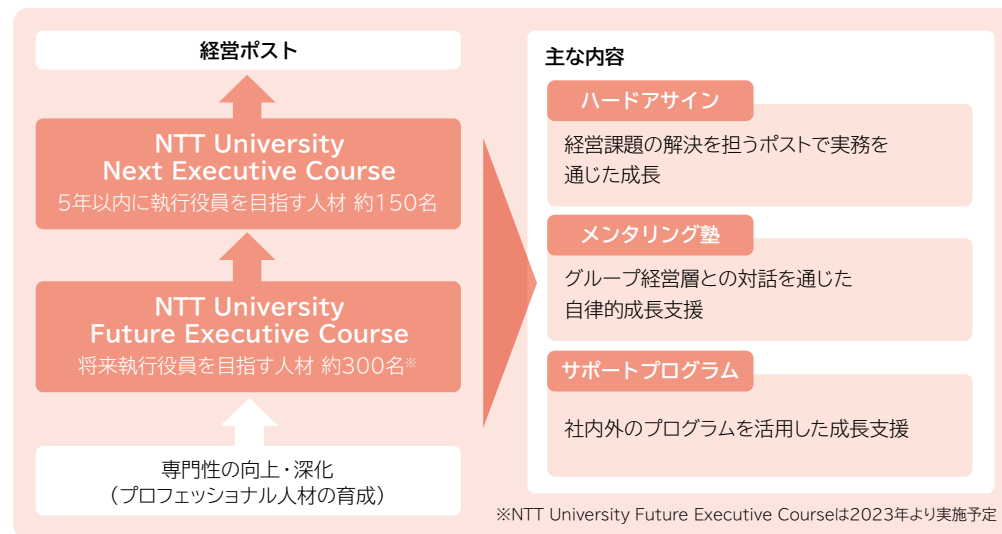 経営ポスト
NTT University
Next Executive Course
5年以内に執行役員を目指す人材 約150名
NTT University
Future Executive Course
将来執行役員を目指す人材 約300名※
専門性の向上・深化
（プロフェッショナル人材の育成）
主な内容
ハードアサイン
経営課題の解決を担うポストで実務を
通じた成長
メンタリング塾
グループ経営層との対話を通じた
自律的成長支援
サポートプログラム
社内外のプログラムを活用した成長支援
※NTT University Future Executive Courseは2023年より実施予定